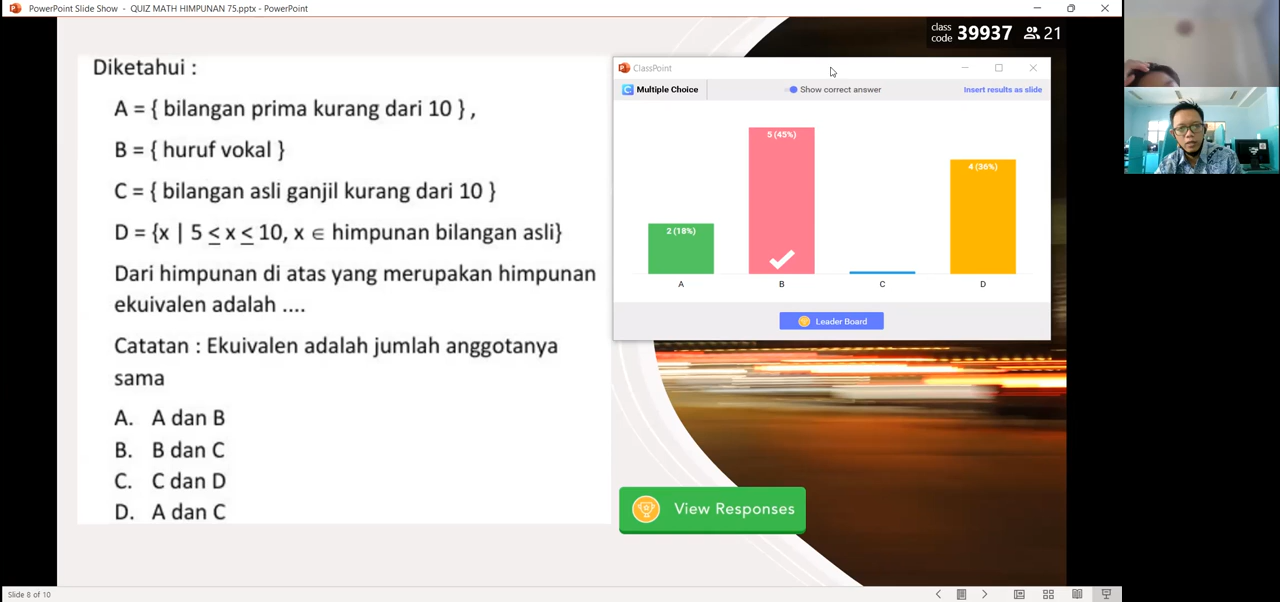 PowerPoint Slide Show - QUIZ MATH HIMPUNAN 75.pptx - PowerPoint
class code 39937 21
Diketahui :
A = { bilangan prima kurang dari 10 } ,
B = { huruf vokal }
C = { bilangan asli ganjil kurang dari 10 }
D = {x | 5 ≤ x ≤ 10, x ∈ himpunan bilangan asli}
Dari himpunan di atas yang merupakan himpunan
ekuivalen adalah ....
Catatan : Ekuivalen adalah jumlah anggotanya
sama
A. A dan B
B. B dan C
C. C dan D
D. A dan C
ClassPoint
Multiple Choice Show correct answer Insert results as slide
2 (18%) 5 (45%) 4 (36%)
A B C D
Leader Board
View Responses
Slide 8 of 10